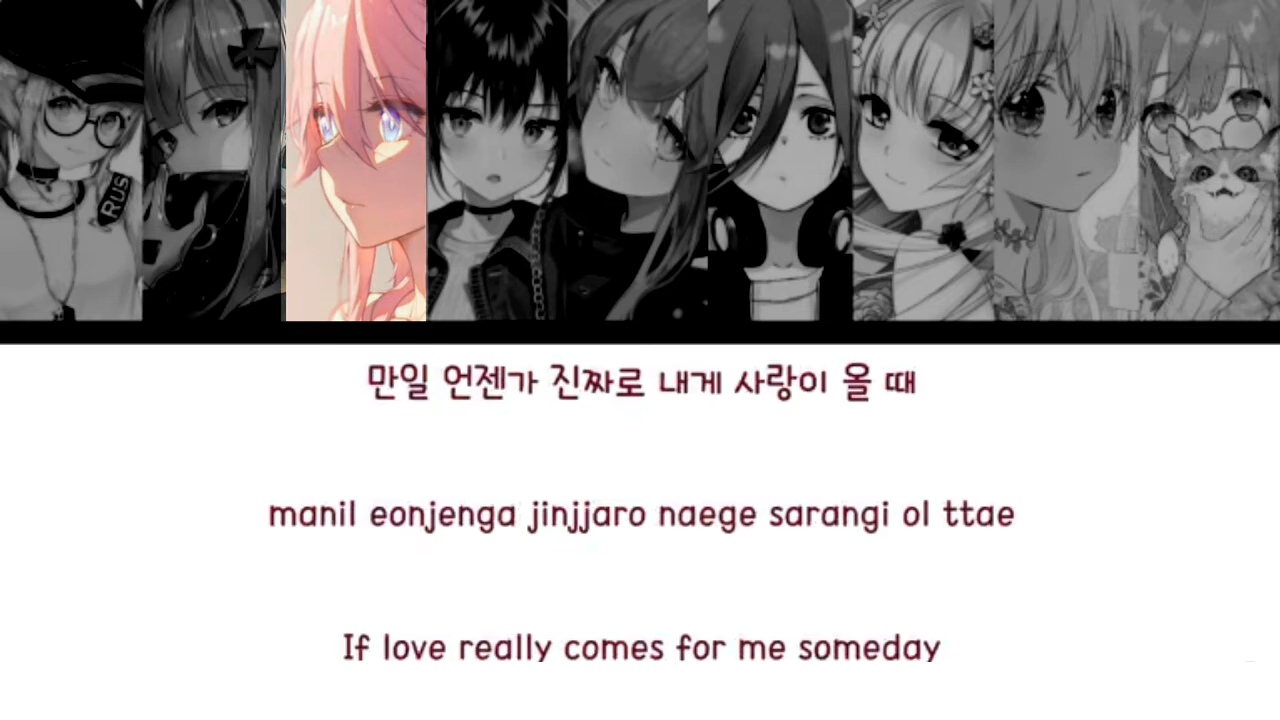 RUS
만일 언젠가 진짜로 내게 사랑이 올 때
manil eonjenga jinjjaro naege sarangi ol ttae
If love really comes for me someday